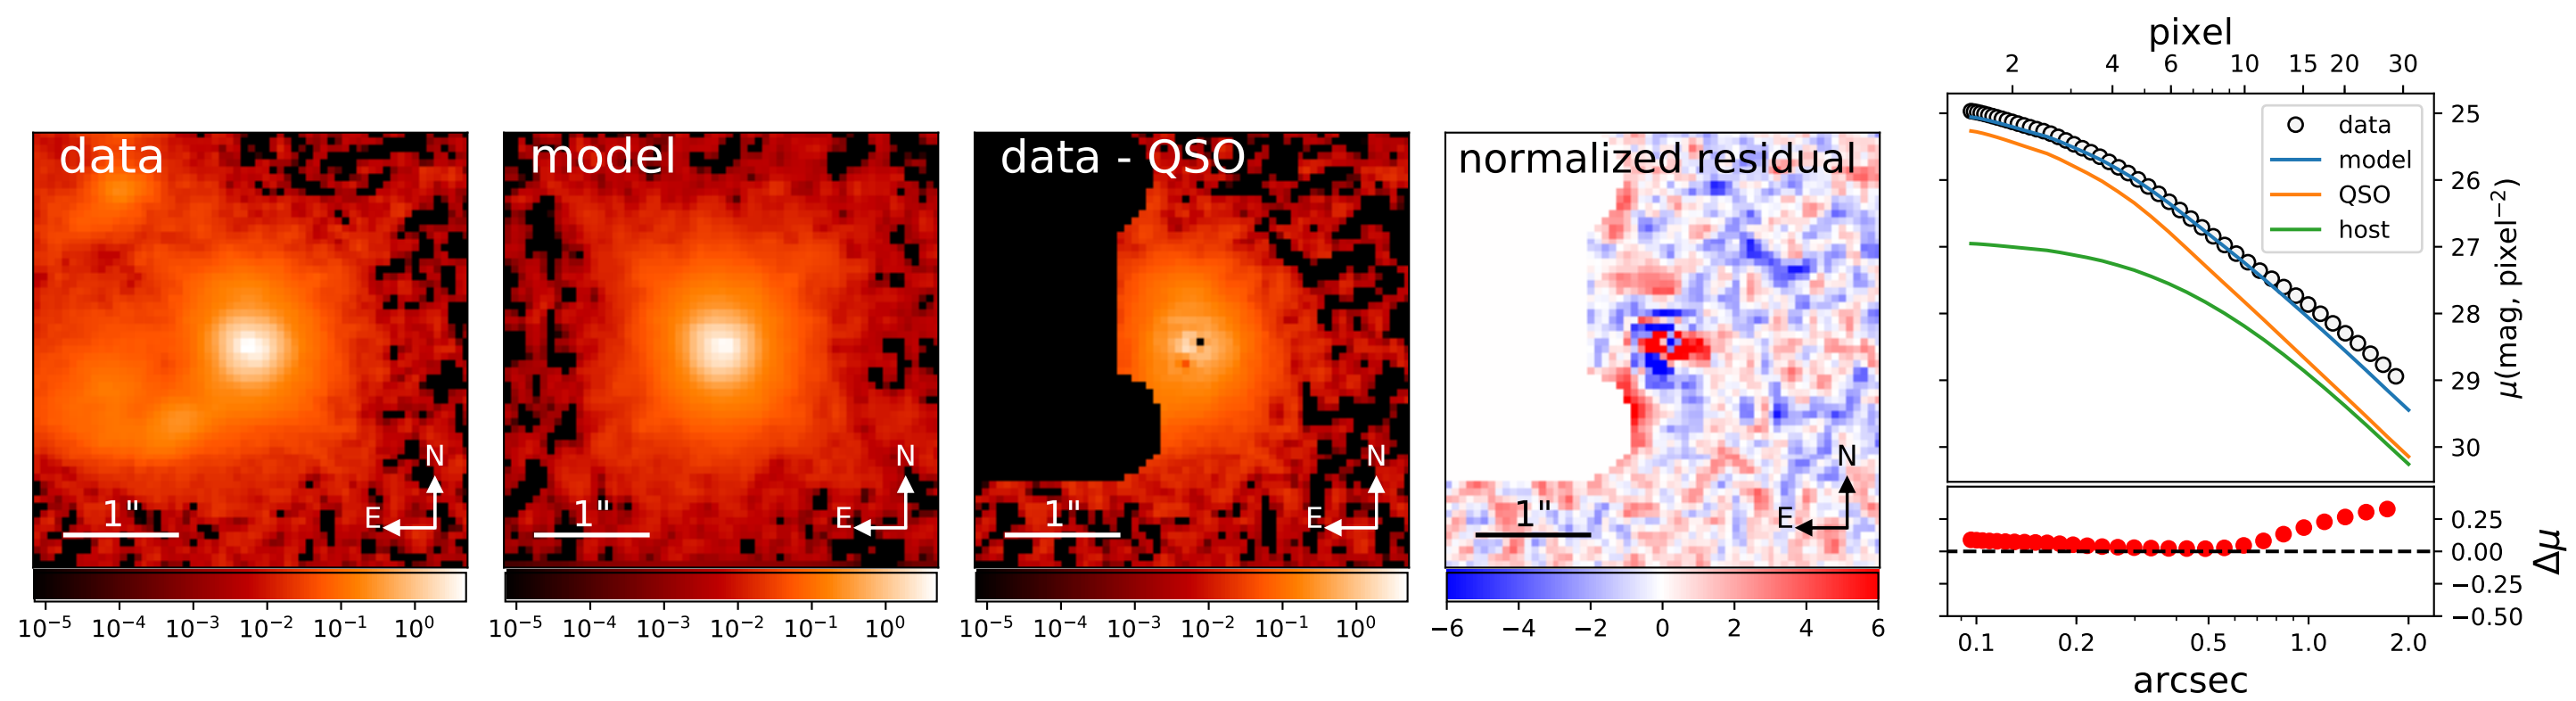 data
N
E
1"
10⁻⁵ 10⁻⁴ 10⁻³ 10⁻² 10⁻¹ 10⁰
model
N
E
1"
10⁻⁵ 10⁻⁴ 10⁻³ 10⁻² 10⁻¹ 10⁰
data - QSO
N
E
1"
10⁻⁵ 10⁻⁴ 10⁻³ 10⁻² 10⁻¹ 10⁰
normalized residual
N
E
1"
−6 −4 −2 0 2 4 6
pixel
2 4 6 10 15 20 30
data
model
QSO
host
25
26
27
28
29
30
μ(mag, pixel⁻²)
0.25
0.00
−0.25
−0.50
Δμ
0.1 0.2 0.5 1.0 2.0
arcsec